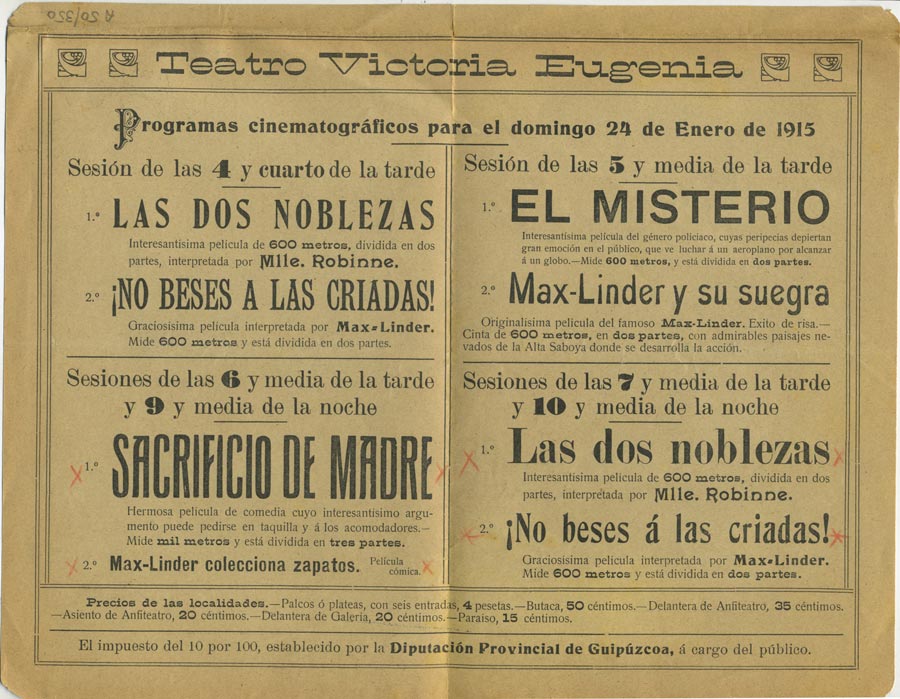 A 50/350
Teatro Victoria Eugenia
Programas cinematográficos para el domingo 24 de Enero de 1915
Sesión de las 4 y cuarto de la tarde
1.º LAS DOS NOBLEZAS
Interesantísima película de 600 metros, dividida en dos
partes, interpretada por Mlle. Robinne.
2.º ¡NO BESES A LAS CRIADAS!
Graciosísima película interpretada por Max-Linder.
Mide 600 metros y está dividida en dos partes.
Sesión de las 5 y media de la tarde
1.º EL MISTERIO
Interesantísima película del género policiaco, cuyas peripecias depiertan
gran emoción en el público, que ve luchar á un aeroplano por alcanzar
á un globo.—Mide 600 metros, y está dividida en dos partes.
2.º Max-Linder y su suegra
Originalísima película del famoso Max-Linder. Exito de risa.—
Cinta de 600 metros, en dos partes, con admirables paisajes ne-
vados de la Alta Saboya donde se desarrolla la acción.
Sesiones de las 6 y media de la tarde
y 9 y media de la noche
1.º SACRIFICIO DE MADRE
Hermosa película de comedia cuyo interesantísimo argu-
mento puede pedirse en taquilla y á los acomodadores.—
Mide mil metros y está dividida en tres partes.
2.º Max-Linder colecciona zapatos. Película
cómica.
Sesiones de las 7 y media de la tarde
y 10 y media de la noche
1.º Las dos noblezas
Interesantísima película de 600 metros, dividida en dos
partes, interpretada por Mlle. Robinne.
2.º ¡No beses á las criadas!
Graciosísima película interpretada por Max-Linder.
Mide 600 metros y está dividida en dos partes.
Precios de las localidades.—Palcos ó plateas, con seis entradas, 4 pesetas.—Butaca, 50 céntimos.—Delantera de Anfiteatro, 35 céntimos.
—Asiento de Anfiteatro, 20 céntimos.—Delantera de Galería, 20 céntimos.—Paraiso, 15 céntimos.
El impuesto del 10 por 100, establecido por la Diputación Provincial de Guipúzcoa, á cargo del público.